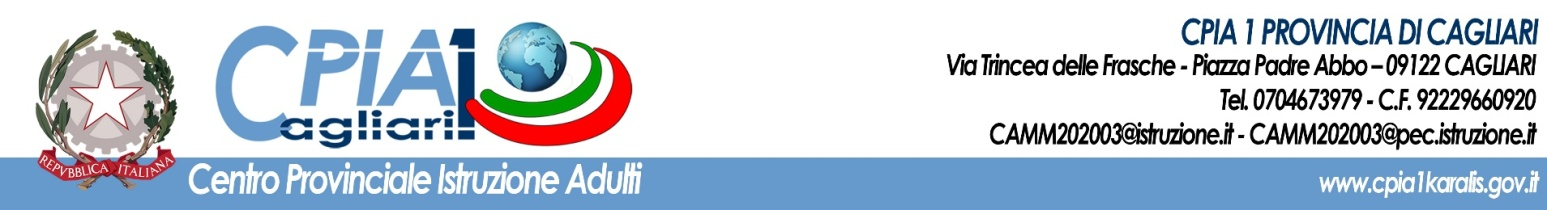 REPVBBLICA ITALIANA
CPIA1
Cagliari
Centro Provinciale Istruzione Adulti
CPIA 1 PROVINCIA DI CAGLIARI
Via Trincea delle Frasche - Piazza Padre Abbo – 09122 CAGLIARI
Tel. 0704673979 - C.F. 92229660920
CAMM202003@istruzione.it - CAMM202003@pec.istruzione.it
www.cpia1karalis.gov.it